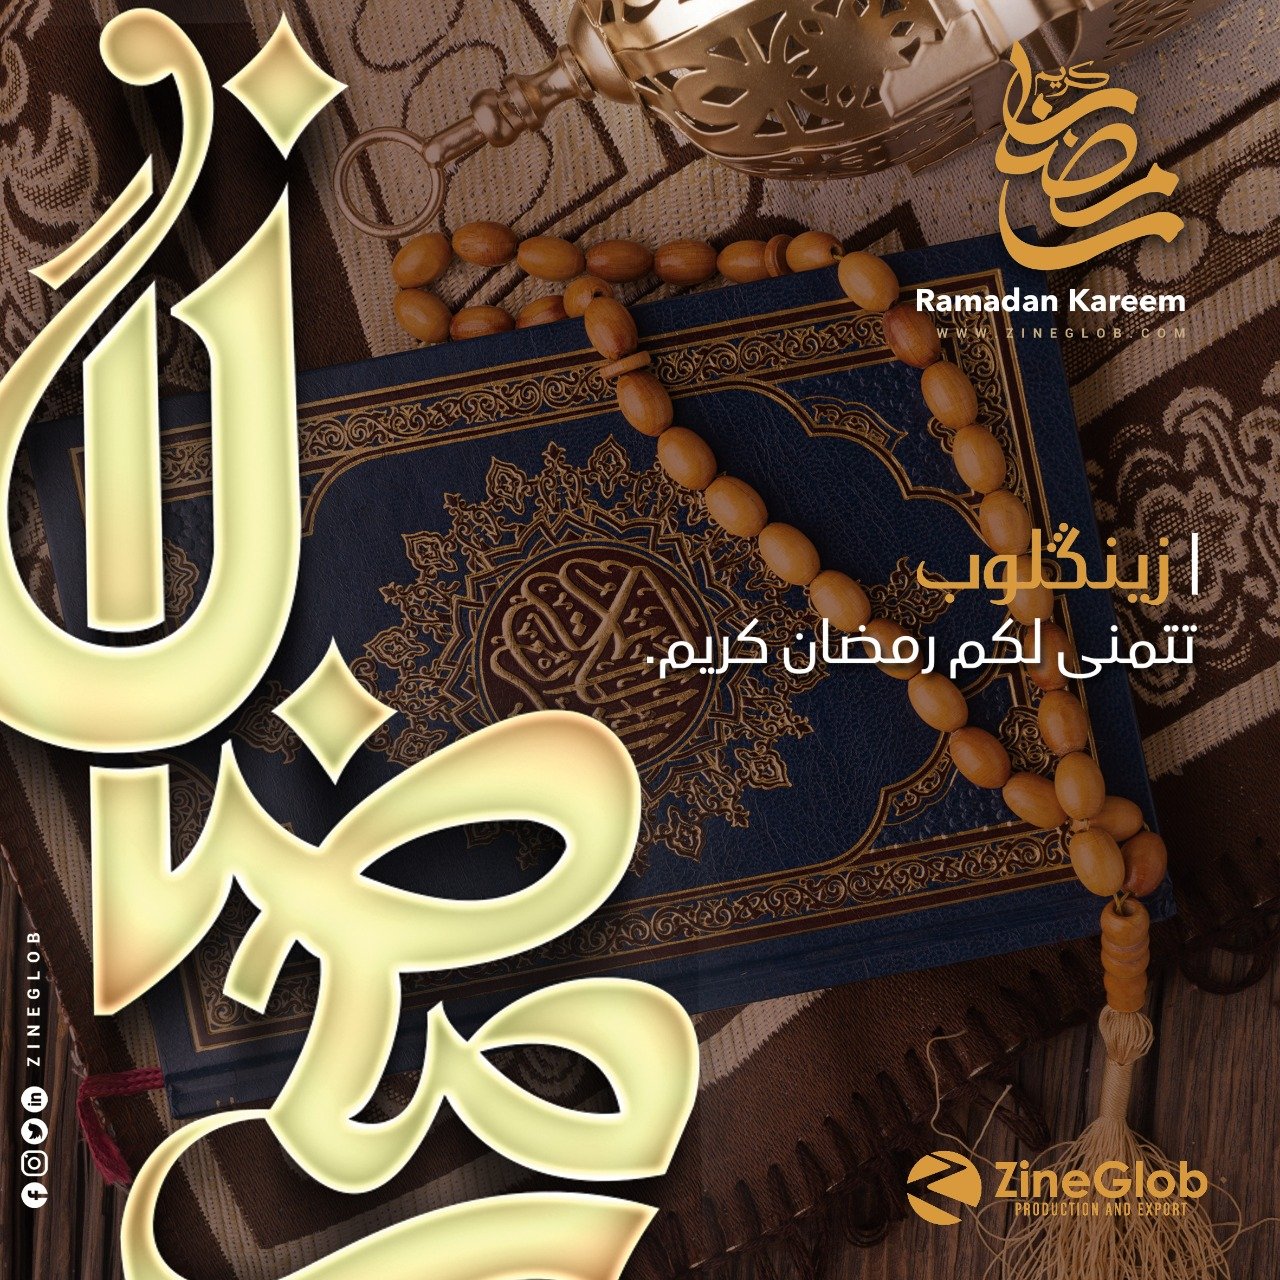 رمضان
كريم
رمضان
Ramadan Kareem
WWW.ZINEGLOB.COM
زينگلوب
تتمنى لكم رمضان كريم.
ZINEGLOB
ZineGlob
PRODUCTION AND EXPORT